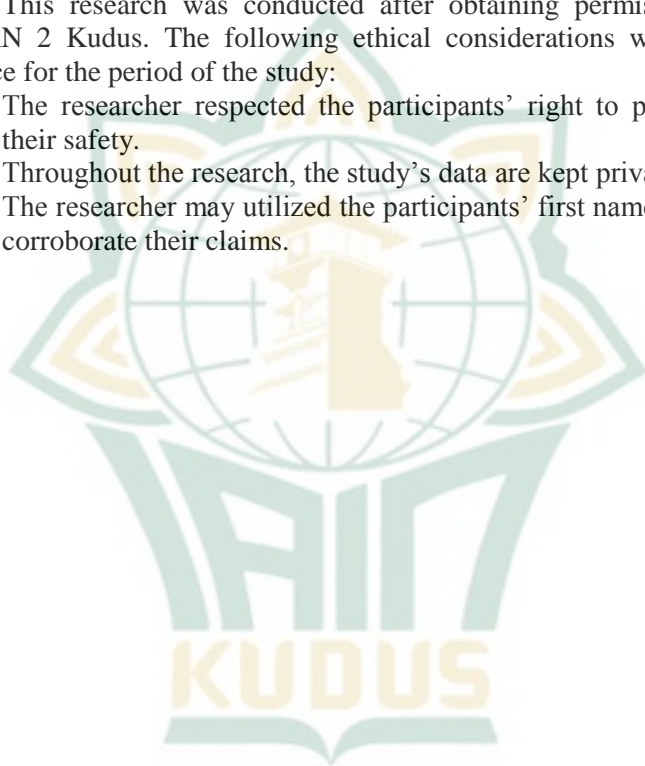 This research was conducted after obtaining permis
N 2 Kudus. The following ethical considerations w
ce for the period of the study:
The researcher respected the participants' right to p
their safety.
Throughout the research, the study's data are kept priva
The researcher may utilized the participants' first name
corroborate their claims.
IAIN
KUDUS